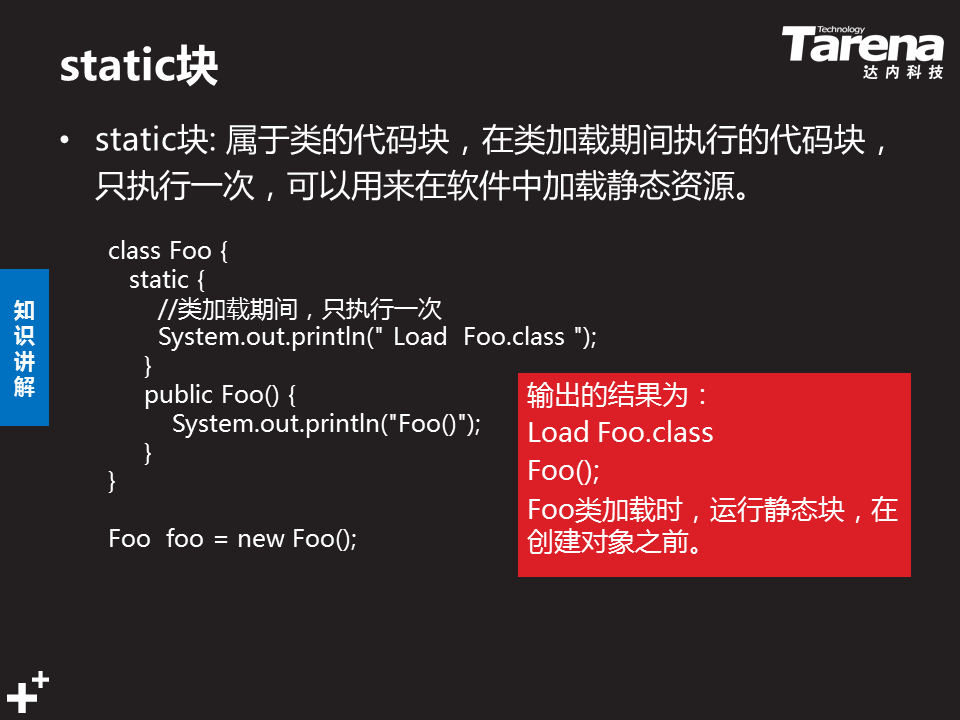 static块
Technology
Tarena
达内科技
• static块: 属于类的代码块，在类加载期间执行的代码块，
只执行一次，可以用来在软件中加载静态资源。
class Foo {
static {
//类加载期间，只执行一次
System.out.println(" Load  Foo.class ");
}
public Foo() {
System.out.println("Foo()");
}
}
Foo  foo = new Foo();
知
识
讲
解
输出的结果为：
Load Foo.class
Foo();
Foo类加载时，运行静态块，在
创建对象之前。